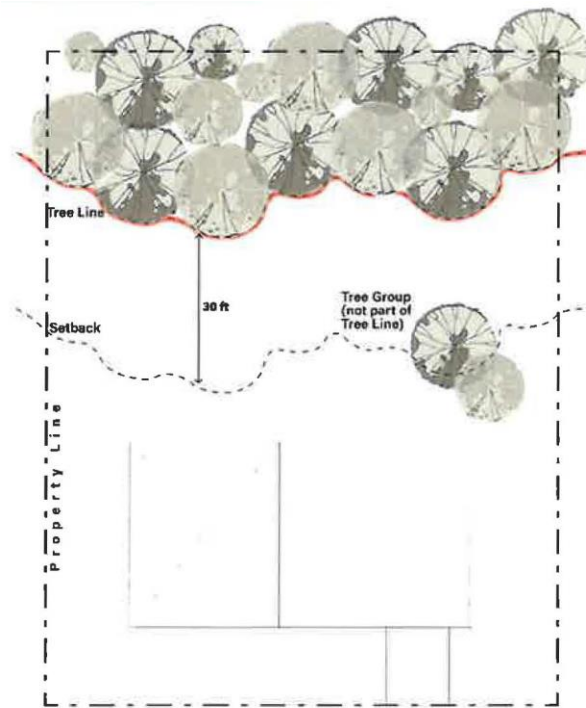 Tree Line
30 ft
Tree Group
(not part of
Tree Line)
Setback
Property Line